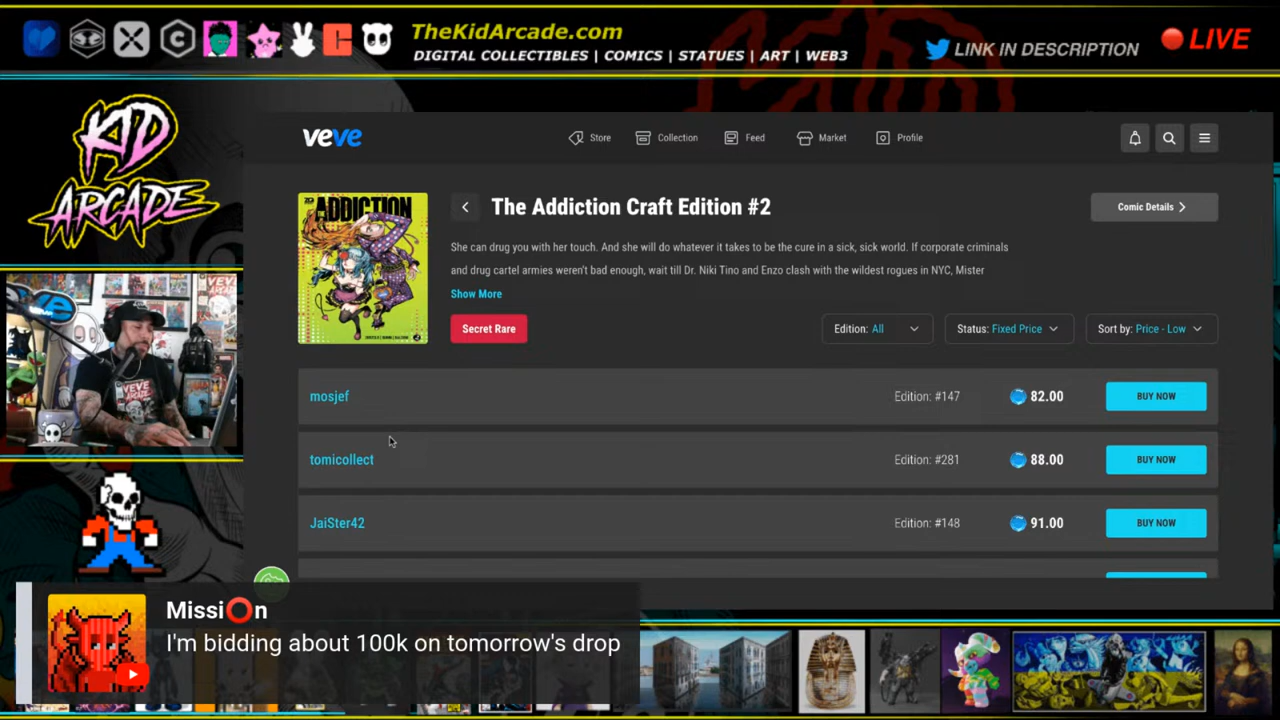 TheKidArcade.com
DIGITAL COLLECTIBLES | COMICS | STATUES | ART | WEB3
LINK IN DESCRIPTION
LIVE
KID
ARCADE
veve
Store
Collection
Feed
Market
Profile
ADDICTION
The Addiction Craft Edition #2
Comic Details
She can drug you with her touch. And she will do whatever it takes to be the cure in a sick, sick world. If corporate criminals
and drug cartel armies weren't bad enough, wait till Dr. Niki Tino and Enzo clash with the wildest rogues in NYC, Mister
Show More
Secret Rare
Edition: All
Status: Fixed Price
Sort by: Price - Low
mosjef
Edition: #147
82.00
BUY NOW
tomicollect
Edition: #281
88.00
BUY NOW
JaiSter42
Edition: #148
91.00
BUY NOW
MissiOn
I'm bidding about 100k on tomorrow's drop